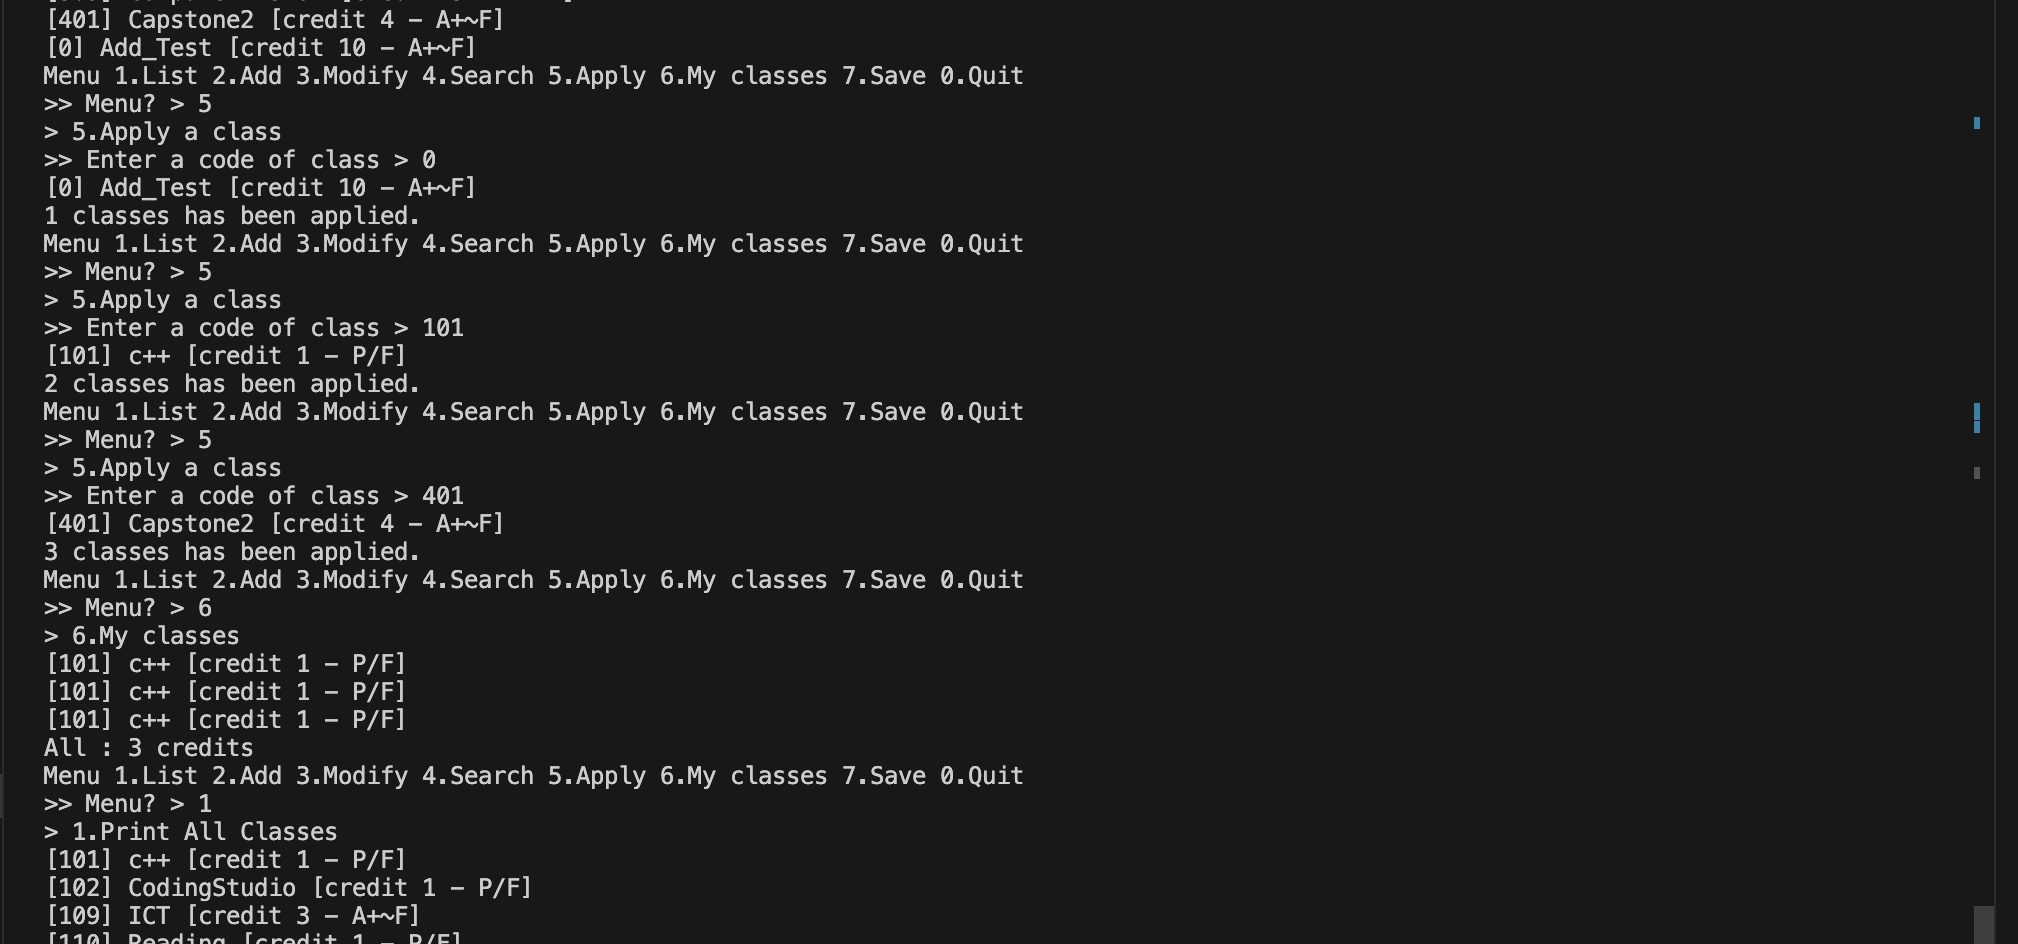 [401] Capstone2 [credit 4 - A+~F]
[0] Add_Test [credit 10 - A+~F]
Menu 1.List 2.Add 3.Modify 4.Search 5.Apply 6.My classes 7.Save 0.Quit
>> Menu? > 5
> 5.Apply a class
>> Enter a code of class > 0
[0] Add_Test [credit 10 - A+~F]
1 classes has been applied.
Menu 1.List 2.Add 3.Modify 4.Search 5.Apply 6.My classes 7.Save 0.Quit
>> Menu? > 5
> 5.Apply a class
>> Enter a code of class > 101
[101] c++ [credit 1 - P/F]
2 classes has been applied.
Menu 1.List 2.Add 3.Modify 4.Search 5.Apply 6.My classes 7.Save 0.Quit
>> Menu? > 5
> 5.Apply a class
>> Enter a code of class > 401
[401] Capstone2 [credit 4 - A+~F]
3 classes has been applied.
Menu 1.List 2.Add 3.Modify 4.Search 5.Apply 6.My classes 7.Save 0.Quit
>> Menu? > 6
> 6.My classes
[101] c++ [credit 1 - P/F]
[101] c++ [credit 1 - P/F]
[101] c++ [credit 1 - P/F]
All : 3 credits
Menu 1.List 2.Add 3.Modify 4.Search 5.Apply 6.My classes 7.Save 0.Quit
>> Menu? > 1
> 1.Print All Classes
[101] c++ [credit 1 - P/F]
[102] CodingStudio [credit 1 - P/F]
[109] ICT [credit 3 - A+~F]
[110] Reading [credit 1 - P/F]